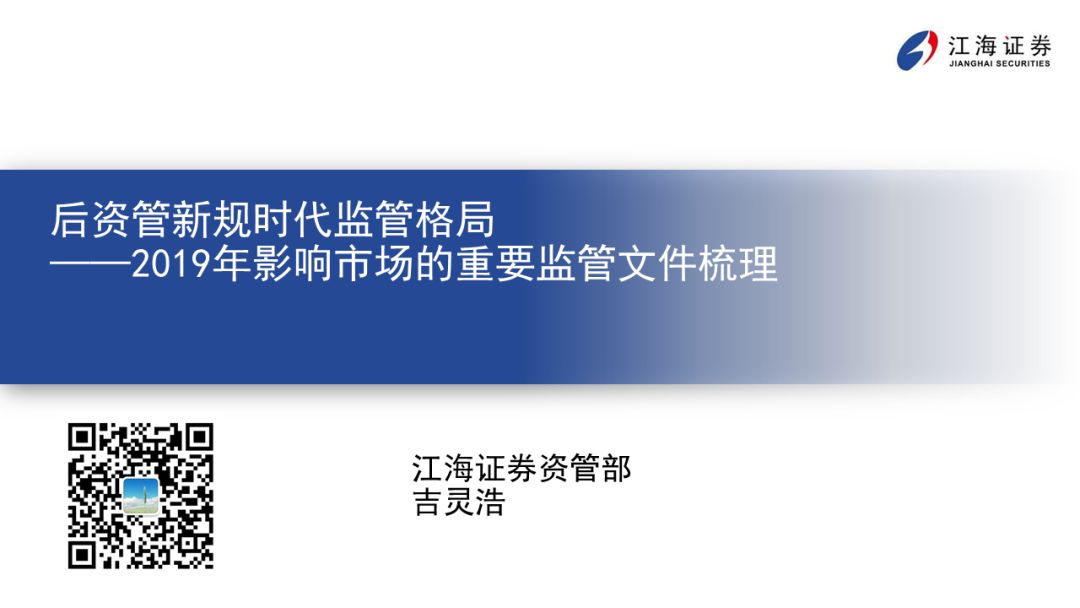 江海证券
JIANGHAI SECURITIES
后资管新规时代监管格局
——2019年影响市场的重要监管文件梳理
江海证券资管部
吉灵浩